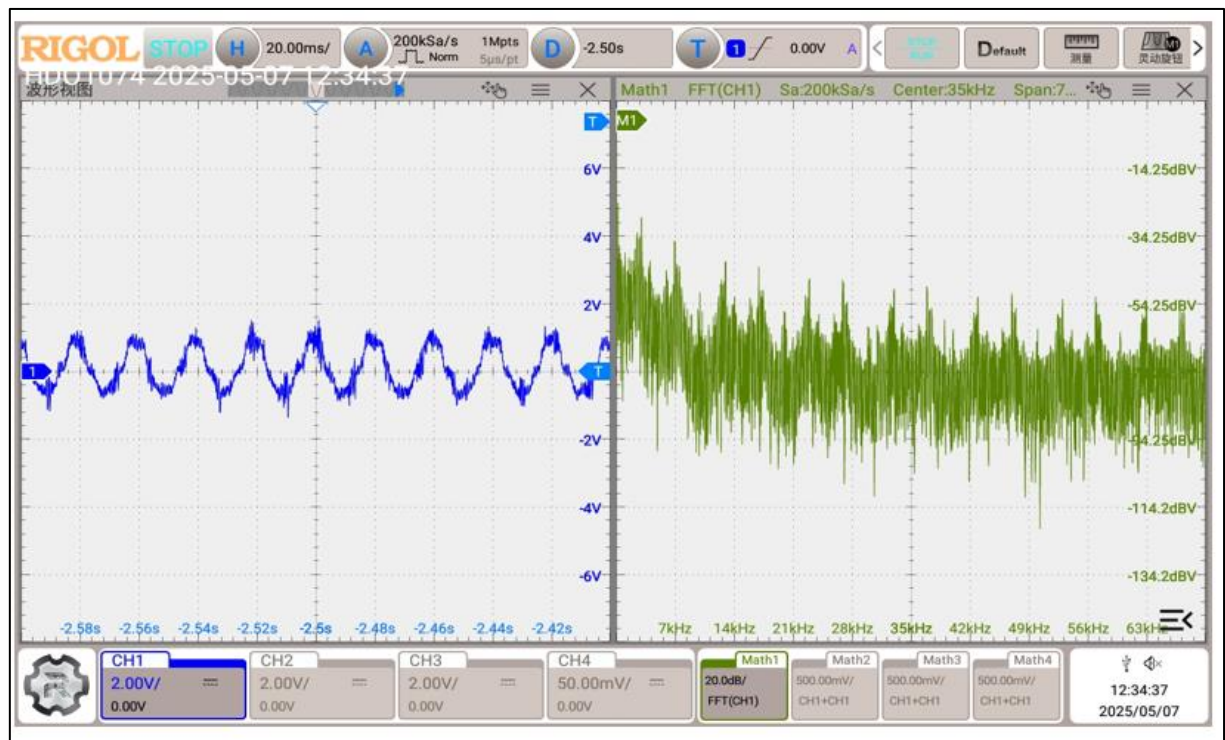 RIGOL STOP H 20.00ms/ A 200kSa/s Norm 1Mpts 5μs/pt D -2.50s T 1 0.00V A < STOP RUN Default 测量 灵动旋钮 >
HDO1074 2025-05-07 12:34:37
波形视图
Math1 FFT(CH1) Sa:200kSa/s Center:35kHz Span:7...
T
M1
6V
4V
2V
1
T
-2V
-4V
-6V
-2.58s -2.56s -2.54s -2.52s -2.5s -2.48s -2.46s -2.44s -2.42s
-14.25dBV
-34.25dBV
-54.25dBV
-94.25dBV
-114.2dBV
-134.2dBV
7kHz 14kHz 21kHz 28kHz 35kHz 42kHz 49kHz 56kHz 63kHz
CH1
2.00V/
0.00V
CH2
2.00V/
0.00V
CH3
2.00V/
0.00V
CH4
50.00mV/
0.00V
Math1
20.0dB/
FFT(CH1)
Math2
500.00mV/
CH1+CH1
Math3
500.00mV/
CH1+CH1
Math4
500.00mV/
CH1+CH1
12:34:37
2025/05/07